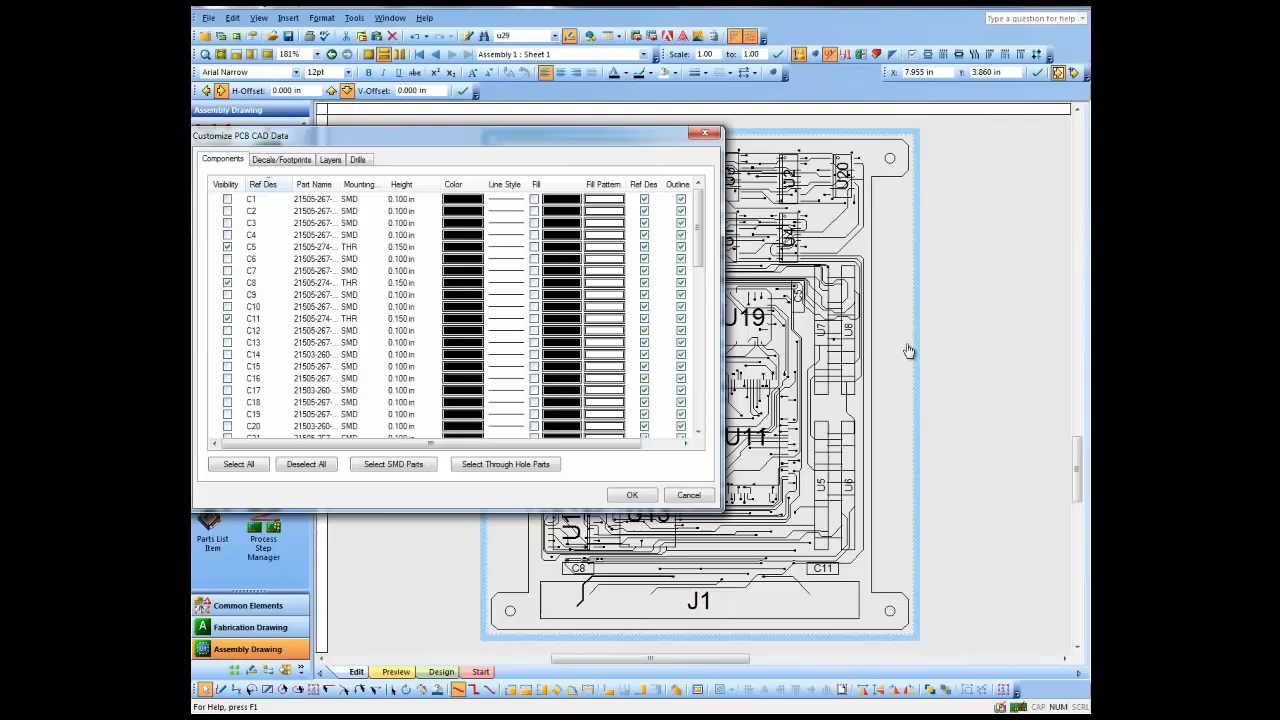 File Edit View Insert Format Tools Window Help
Type a question for help
u29
181% Assembly 1 : Sheet 1 Scale: 1.00 to: 1.00
Arial Narrow 12pt B I U abc X: 7.955 in Y: 3.860 in
H-Offset: 0.000 in V-Offset: 0.000 in
Assembly Drawing
Customize PCB CAD Data
Components Decals/Footprints Layers Drills
Visibility Ref Des Part Name Mounting... Height Color Line Style Fill Fill Pattern Ref Des Outline
C1 21505-267-... SMD 0.100 in
C2 21505-267-... SMD 0.100 in
C3 21505-267-... SMD 0.100 in
C4 21505-267-... SMD 0.100 in
C5 21505-274-... THR 0.150 in
C6 21505-267-... SMD 0.100 in
C7 21505-267-... SMD 0.100 in
C8 21505-274-... THR 0.150 in
C9 21505-267-... SMD 0.100 in
C10 21505-267-... SMD 0.100 in
C11 21505-274-... THR 0.150 in
C12 21505-267-... SMD 0.100 in
C13 21505-267-... SMD 0.100 in
C14 21503-260-... SMD 0.100 in
C15 21505-267-... SMD 0.100 in
C16 21505-267-... SMD 0.100 in
C17 21503-260-... SMD 0.100 in
C18 21505-267-... SMD 0.100 in
C19 21505-267-... SMD 0.100 in
C20 21503-260-... SMD 0.100 in
Select All Deselect All Select SMD Parts Select Through Hole Parts
OK Cancel
U2 U20
U19 C5 U7 U8
U11
U5 U6
C8 C11
J1
Parts List Item
Process Step Manager
Common Elements
Fabrication Drawing
Assembly Drawing
Edit Preview Design Start
For Help, press F1 CAP NUM SCRL